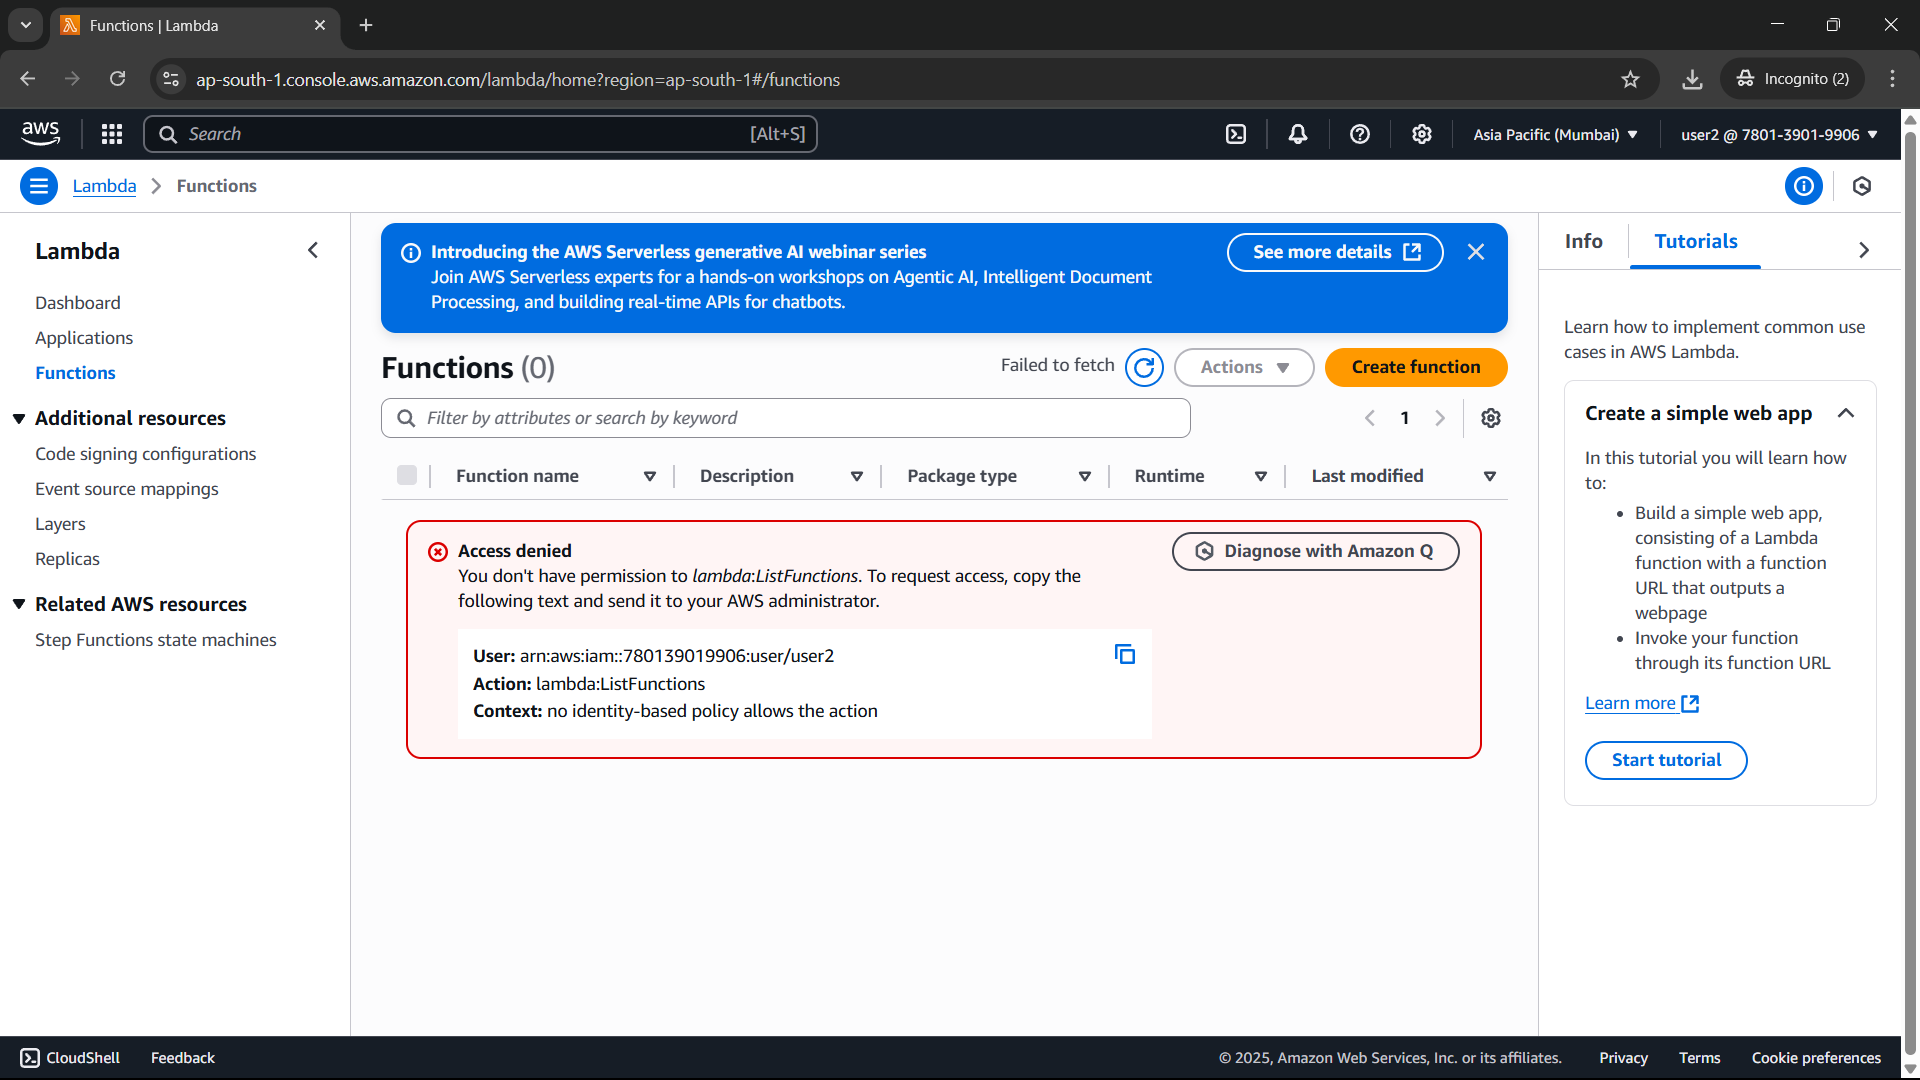 Functions | Lambda
ap-south-1.console.aws.amazon.com/lambda/home?region=ap-south-1#/functions
Incognito (2)
aws
Search
[Alt+S]
Asia Pacific (Mumbai)
user2 @ 7801-3901-9906
Lambda
Functions
Lambda
Dashboard
Applications
Functions
Additional resources
Code signing configurations
Event source mappings
Layers
Replicas
Related AWS resources
Step Functions state machines
Introducing the AWS Serverless generative AI webinar series
Join AWS Serverless experts for a hands-on workshops on Agentic AI, Intelligent Document
Processing, and building real-time APIs for chatbots.
See more details
Functions (0)
Failed to fetch
Actions
Create function
Filter by attributes or search by keyword
1
Function name
Description
Package type
Runtime
Last modified
Access denied
You don't have permission to lambda:ListFunctions. To request access, copy the
following text and send it to your AWS administrator.
Diagnose with Amazon Q
User: arn:aws:iam::780139019906:user/user2
Action: lambda:ListFunctions
Context: no identity-based policy allows the action
Info
Tutorials
Learn how to implement common use
cases in AWS Lambda.
Create a simple web app
In this tutorial you will learn how
to:
• Build a simple web app,
consisting of a Lambda
function with a function
URL that outputs a
webpage
• Invoke your function
through its function URL
Learn more
Start tutorial
CloudShell
Feedback
© 2025, Amazon Web Services, Inc. or its affiliates.
Privacy
Terms
Cookie preferences